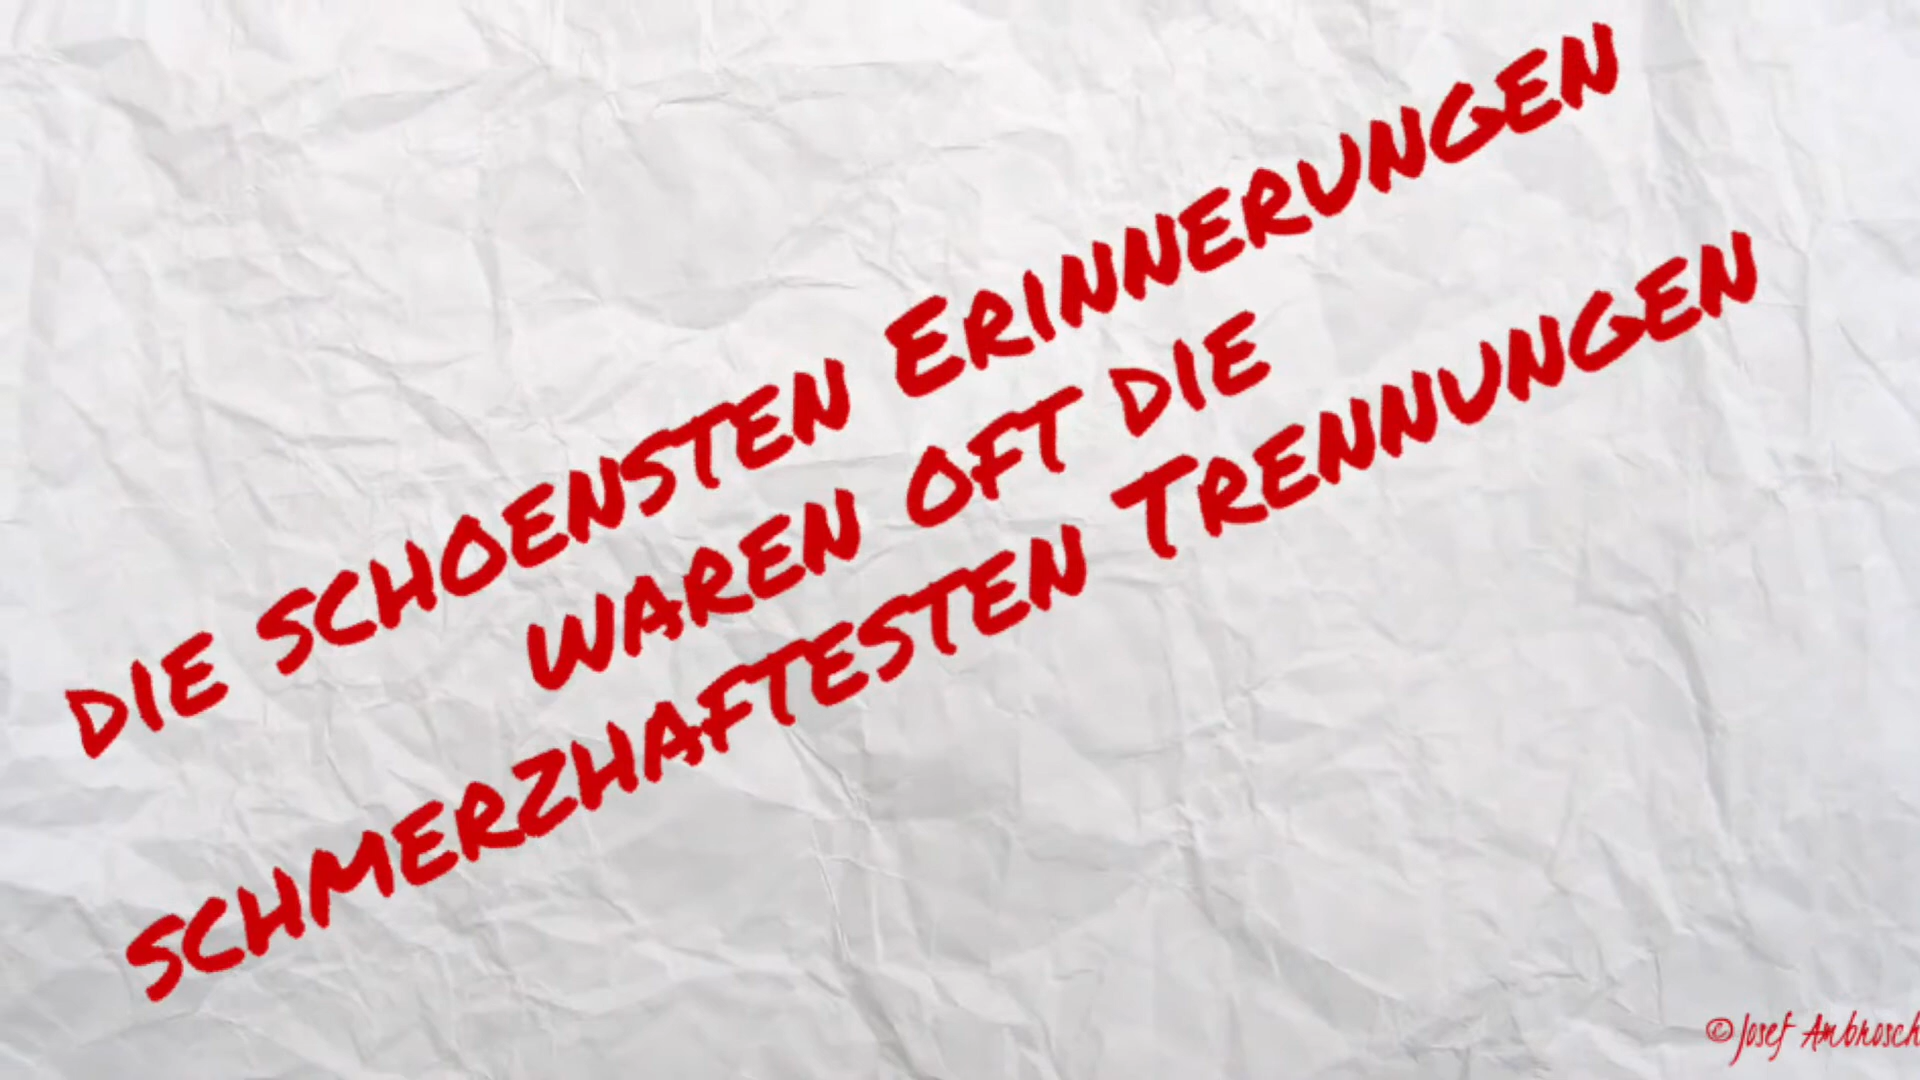 DIE SCHOENSTEN ERINNERUNGEN
WAREN OFT DIE
SCHMERZHAFTESTEN TRENNUNGEN
© Josef Ambrosch